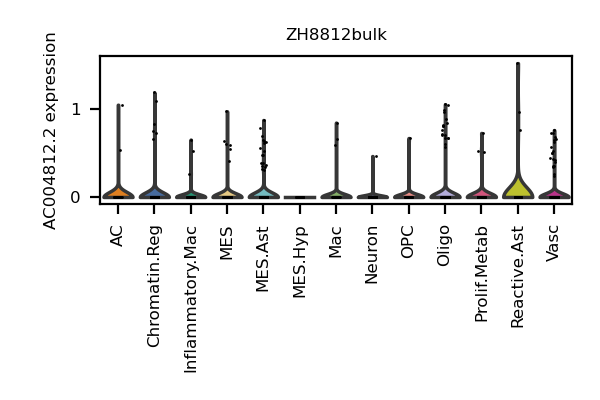 ZH8812bulk
AC004812.2 expression
1
0
AC
Chromatin.Reg
Inflammatory.Mac
MES
MES.Ast
MES.Hyp
Mac
Neuron
OPC
Oligo
Prolif.Metab
Reactive.Ast
Vasc